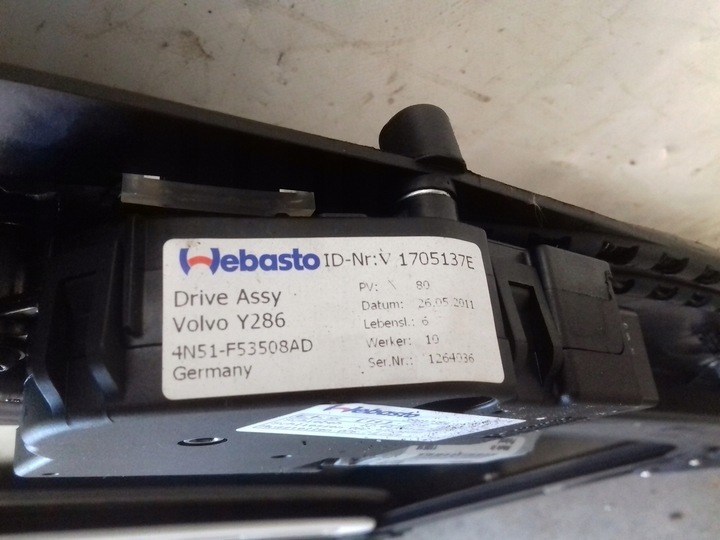 Webasto ID-Nr: V 1705137E
Drive Assy
Volvo Y286
4N51-F53508AD
Germany
PV: 80
Datum: 26.05.2011
Lebensl.: 6
Werker: 10
Ser.Nr.: 1264036
Webasto